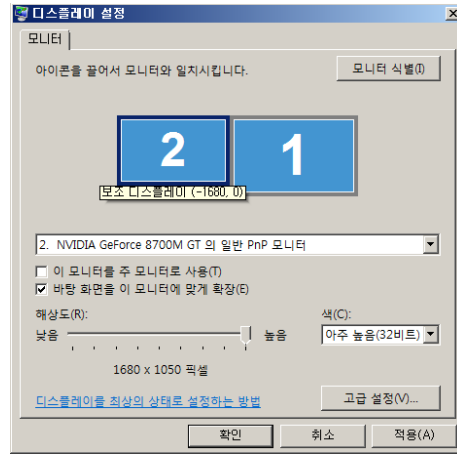 디스플레이 설정
모니터
아이콘을 끌어서 모니터와 일치시킵니다.
모니터 식별(I)
2
1
보조 디스플레이 (-1680, 0)
2. NVIDIA GeForce 8700M GT 의 일반 PnP 모니터
이 모니터를 주 모니터로 사용(T)
바탕 화면을 이 모니터에 맞게 확장(E)
해상도(R):
색(C):
낮음
높음
아주 높음(32비트)
1680 x 1050 픽셀
디스플레이를 최상의 상태로 설정하는 방법
고급 설정(V)...
확인
취소
적용(A)